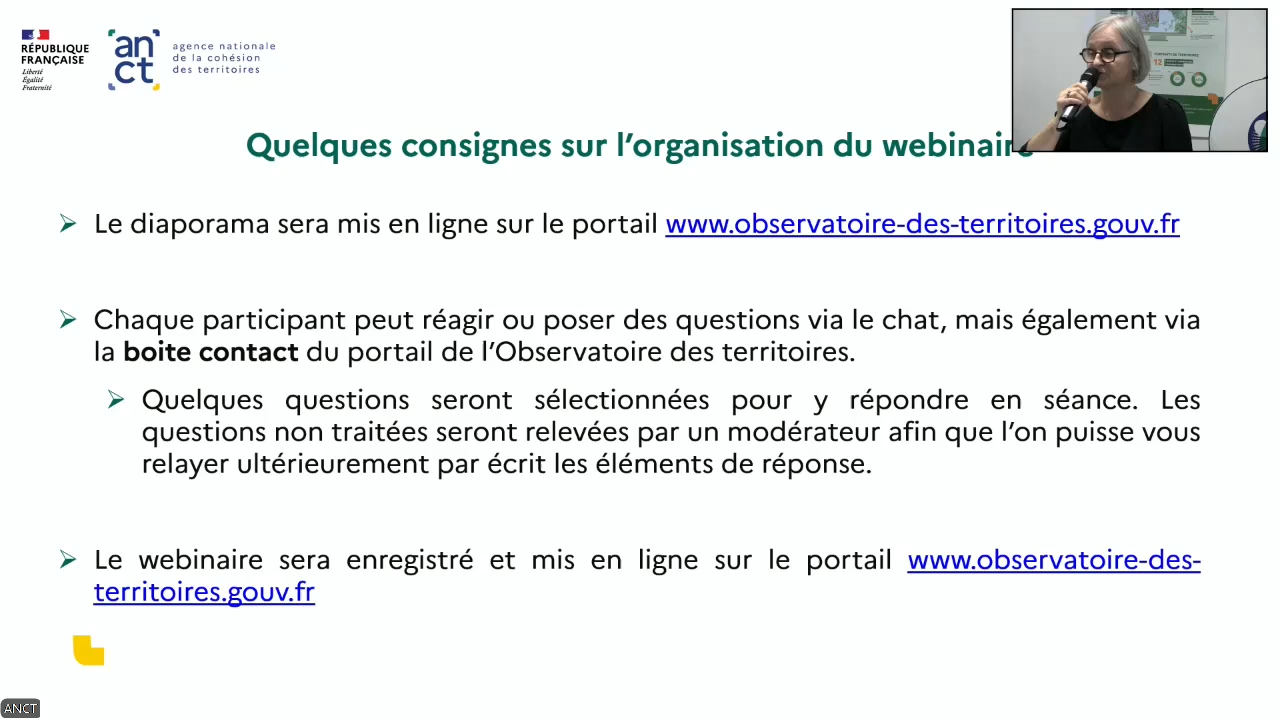 RÉPUBLIQUE
FRANÇAISE
Liberté
Égalité
Fraternité
an
ct
agence nationale
de la cohésion
des territoires
Quelques consignes sur l'organisation du webinaire
Le diaporama sera mis en ligne sur le portail www.observatoire-des-territoires.gouv.fr
Chaque participant peut réagir ou poser des questions via le chat, mais également via
la boite contact du portail de l'Observatoire des territoires.
Quelques questions seront sélectionnées pour y répondre en séance. Les
questions non traitées seront relevées par un modérateur afin que l'on puisse vous
relayer ultérieurement par écrit les éléments de réponse.
Le webinaire sera enregistré et mis en ligne sur le portail www.observatoire-des-
territoires.gouv.fr
ANCT